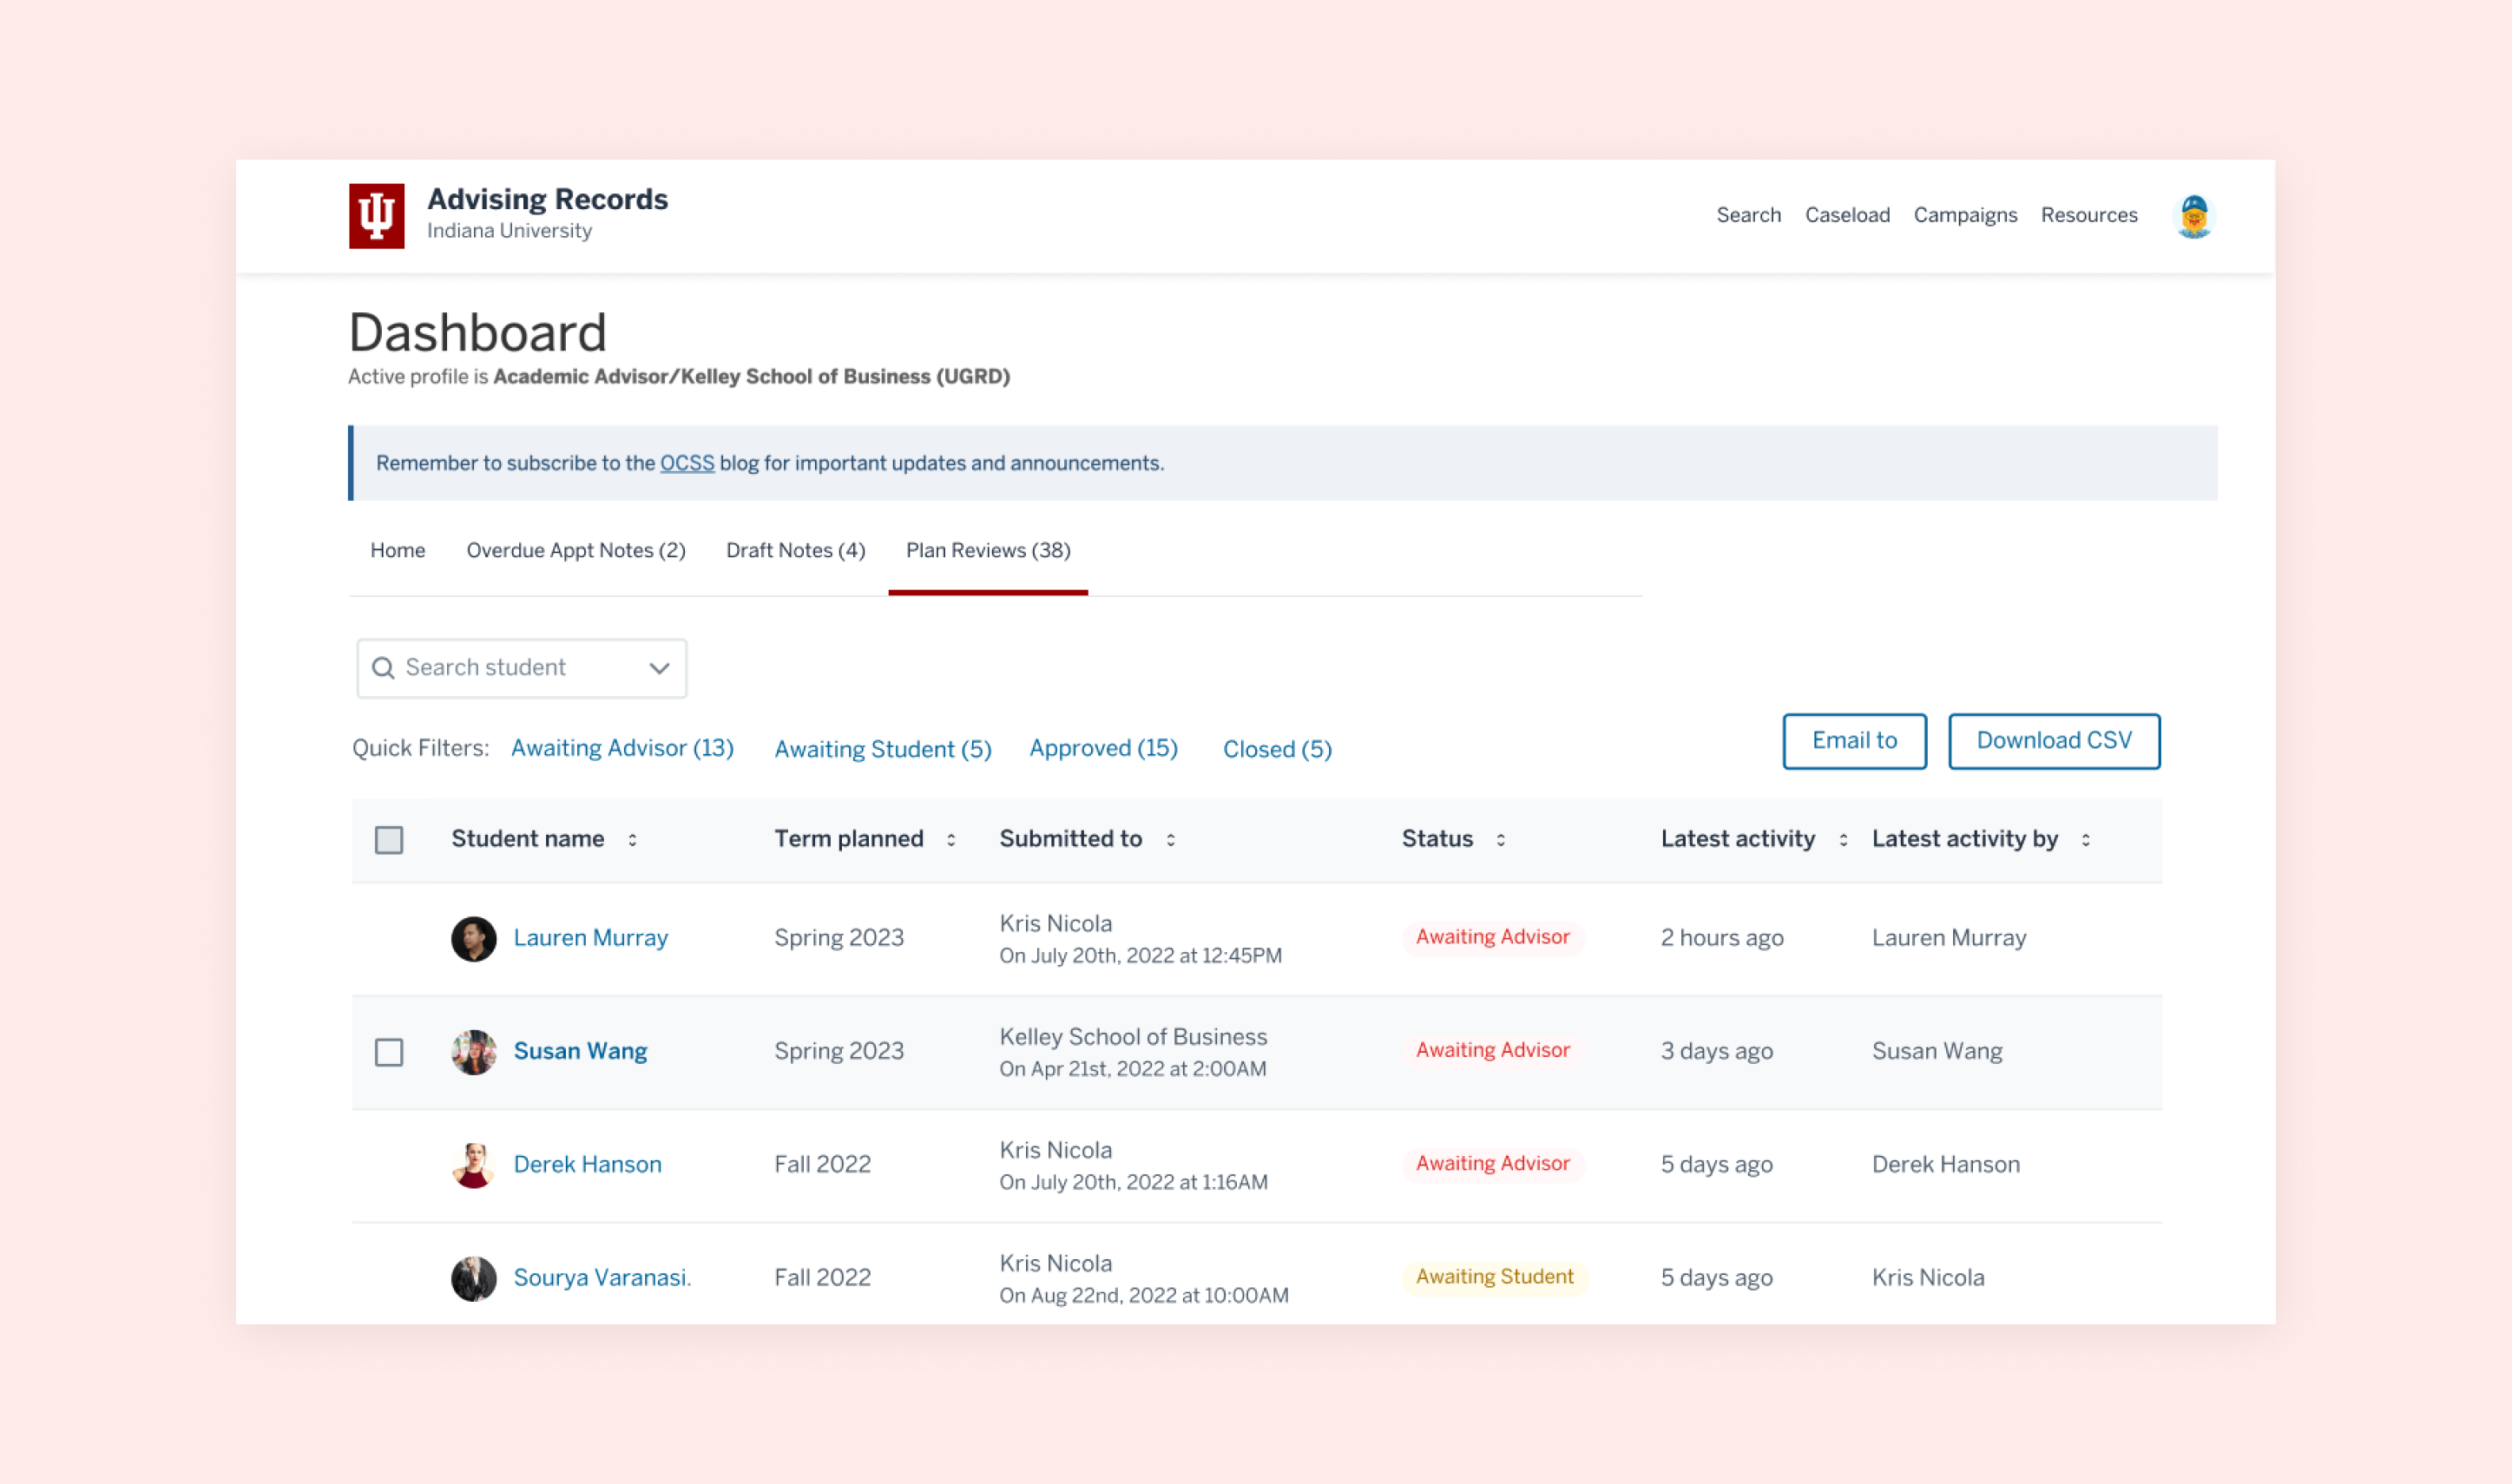 Advising Records
Indiana University
Search Caseload Campaigns Resources
Dashboard
Active profile is Academic Advisor/Kelley School of Business (UGRD)
Remember to subscribe to the OCSS blog for important updates and announcements.
Home Overdue Appt Notes (2) Draft Notes (4) Plan Reviews (38)
Search student
Quick Filters: Awaiting Advisor (13) Awaiting Student (5) Approved (15) Closed (5) Email to Download CSV
Student name Term planned Submitted to Status Latest activity Latest activity by
Lauren Murray Spring 2023 Kris Nicola Awaiting Advisor 2 hours ago Lauren Murray
On July 20th, 2022 at 12:45PM
Susan Wang Spring 2023 Kelley School of Business Awaiting Advisor 3 days ago Susan Wang
On Apr 21st, 2022 at 2:00AM
Derek Hanson Fall 2022 Kris Nicola Awaiting Advisor 5 days ago Derek Hanson
On July 20th, 2022 at 1:16AM
Sourya Varanasi. Fall 2022 Kris Nicola Awaiting Student 5 days ago Kris Nicola
On Aug 22nd, 2022 at 10:00AM